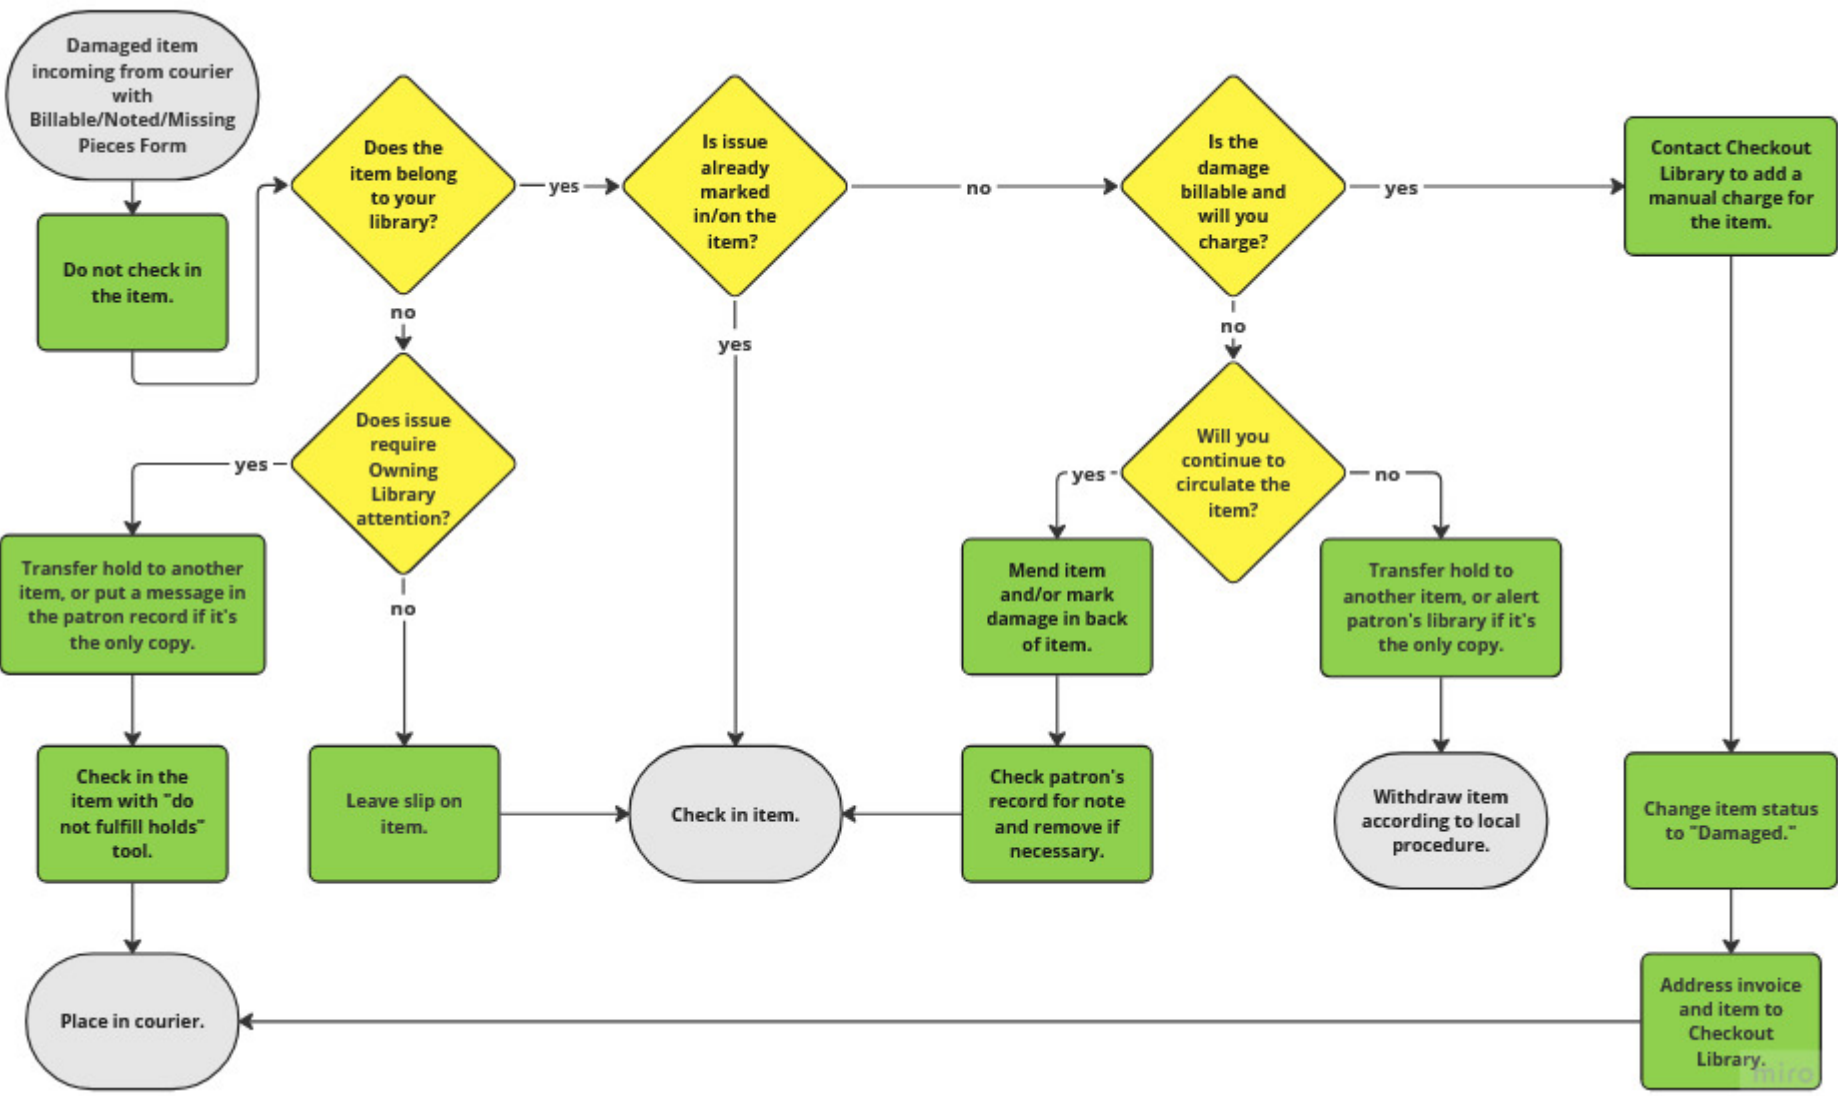 Damaged item
incoming from courier
with
Billable/Noted/Missing
Pieces Form
Do not check in
the item.
Does the
item belong
to your
library?
yes
no
Is issue
already
marked
in/on the
item?
no
yes
Is the
damage
billable and
will you
charge?
yes
no
Contact Checkout
Library to add a
manual charge for
the item.
Does issue
require
Owning
Library
attention?
yes
no
Will you
continue to
circulate the
item?
yes
no
Transfer hold to another
item, or put a message in
the patron record if it's
the only copy.
Mend item
and/or mark
damage in back
of item.
Transfer hold to
another item, or alert
patron's library if it's
the only copy.
Check in the
item with "do
not fulfill holds"
tool.
Leave slip on
item.
Check in item.
Check patron's
record for note
and remove if
necessary.
Withdraw item
according to local
procedure.
Change item status
to "Damaged."
Place in courier.
Address invoice
and item to
Checkout
Library.
miro